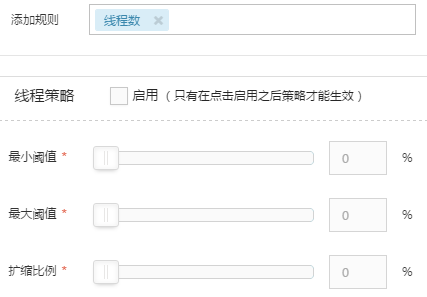 添加规则 线程数 ×
线程策略 启用（只有在点击启用之后策略才能生效）
最小阈值 * 0 %
最大阈值 * 0 %
扩缩比例 * 0 %